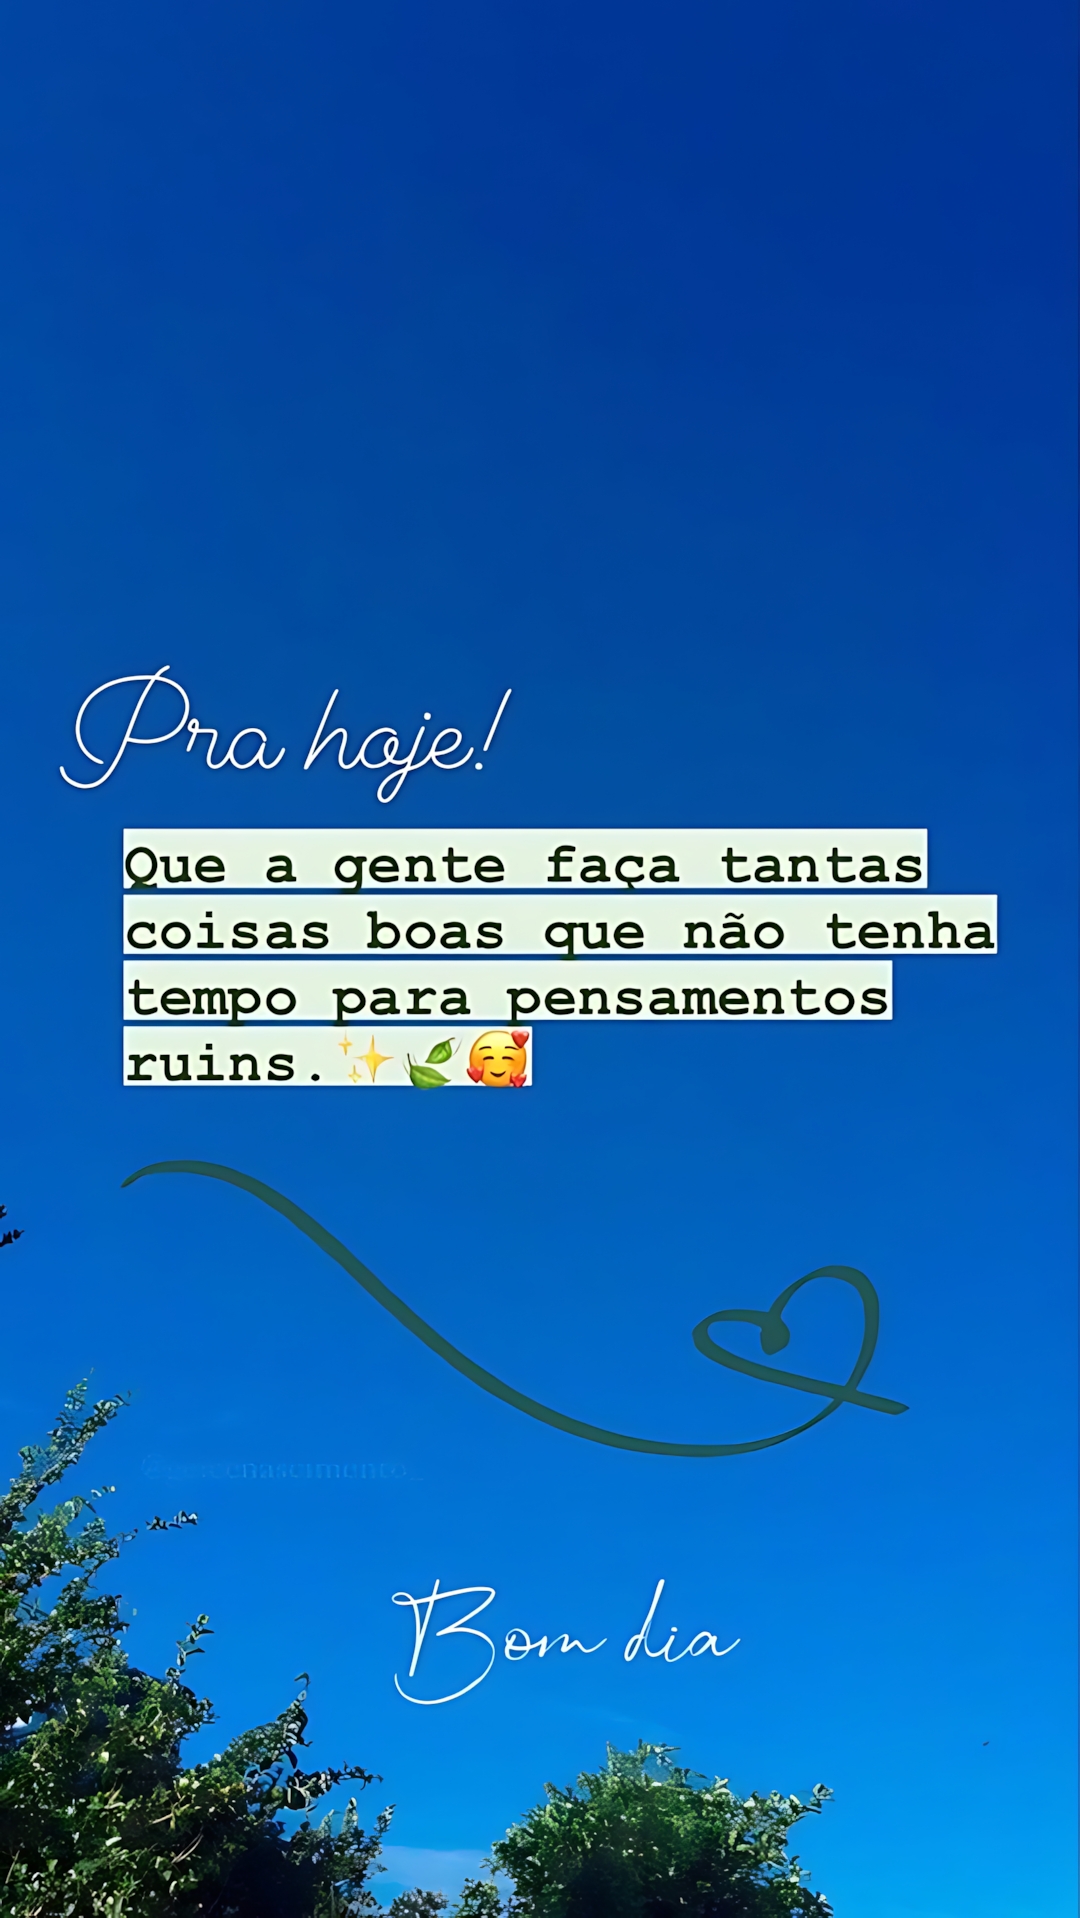 Pra hoje!
Que a gente faça tantas
coisas boas que não tenha
tempo para pensamentos
ruins.✨🌿🥰
Bom dia